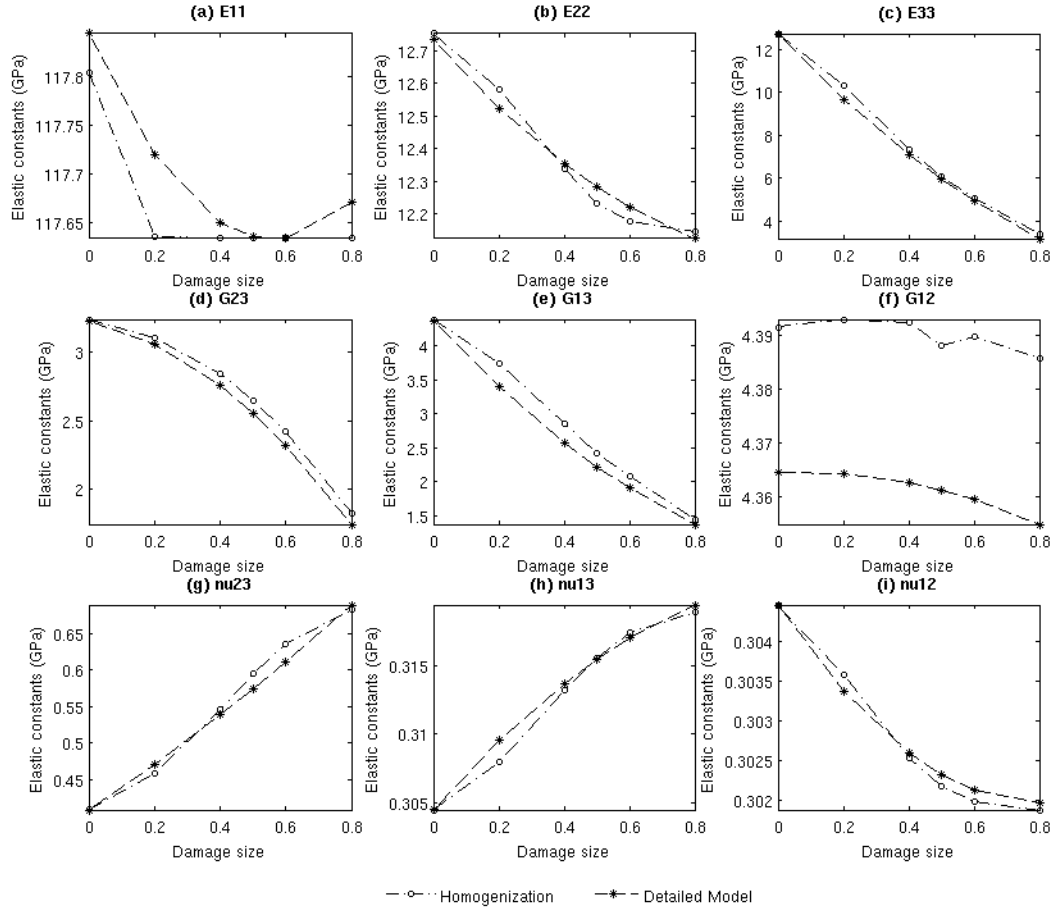 (a) E11
(b) E22
(c) E33
Elastic constants (GPa)
117.8
117.75
117.7
117.65
0 0.2 0.4 0.6 0.8
Damage size
Elastic constants (GPa)
12.7
12.6
12.5
12.4
12.3
12.2
0 0.2 0.4 0.6 0.8
Damage size
Elastic constants (GPa)
12
10
8
6
4
0 0.2 0.4 0.6 0.8
Damage size
(d) G23
(e) G13
(f) G12
Elastic constants (GPa)
3
2.5
2
0 0.2 0.4 0.6 0.8
Damage size
Elastic constants (GPa)
4
3.5
3
2.5
2
1.5
0 0.2 0.4 0.6 0.8
Damage size
Elastic constants (GPa)
4.39
4.38
4.37
4.36
0 0.2 0.4 0.6 0.8
Damage size
(g) nu23
(h) nu13
(i) nu12
Elastic constants (GPa)
0.65
0.6
0.55
0.5
0.45
0 0.2 0.4 0.6 0.8
Damage size
Elastic constants (GPa)
0.315
0.31
0.305
0 0.2 0.4 0.6 0.8
Damage size
Elastic constants (GPa)
0.304
0.303
0.302
0 0.2 0.4 0.6 0.8
Damage size
Homogenization Detailed Model